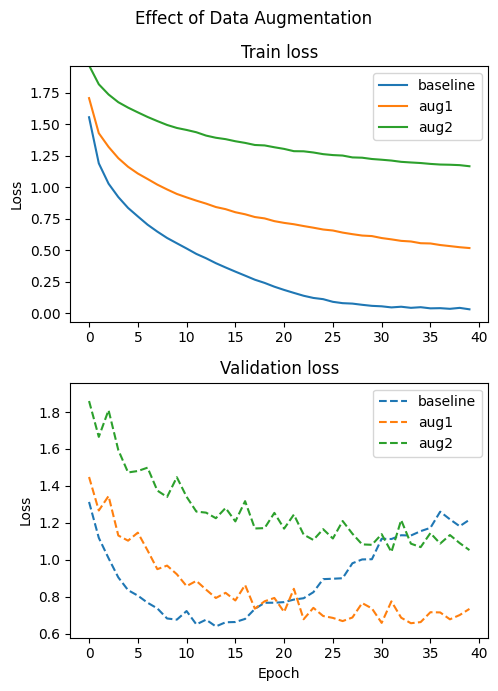 Effect of Data Augmentation
Train loss
Loss
1.75
1.50
1.25
1.00
0.75
0.50
0.25
0.00
baseline
aug1
aug2
0 5 10 15 20 25 30 35 40
Validation loss
Loss
1.8
1.6
1.4
1.2
1.0
0.8
0.6
baseline
aug1
aug2
0 5 10 15 20 25 30 35 40
Epoch